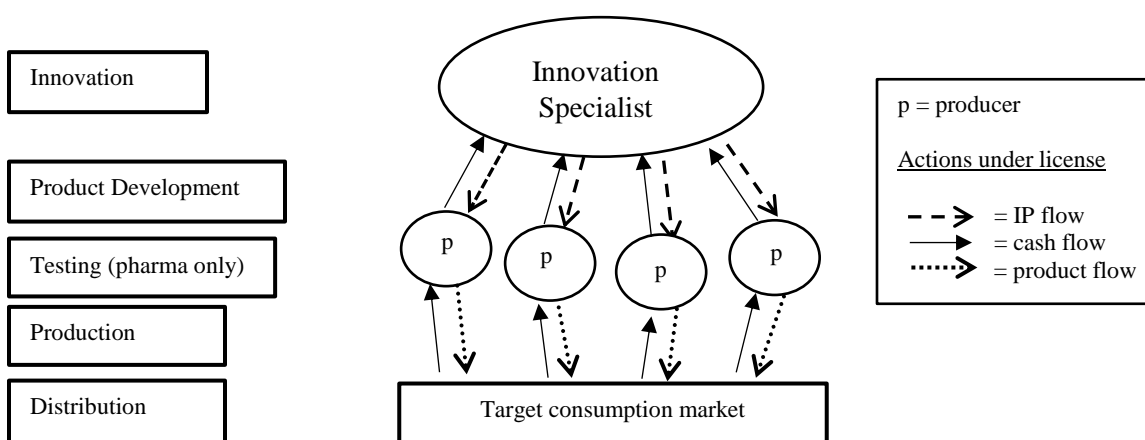 Innovation
Product Development
Testing (pharma only)
Production
Distribution
Innovation
Specialist
p
p
p
p
Target consumption market
p = producer
Actions under license
= IP flow
= cash flow
= product flow